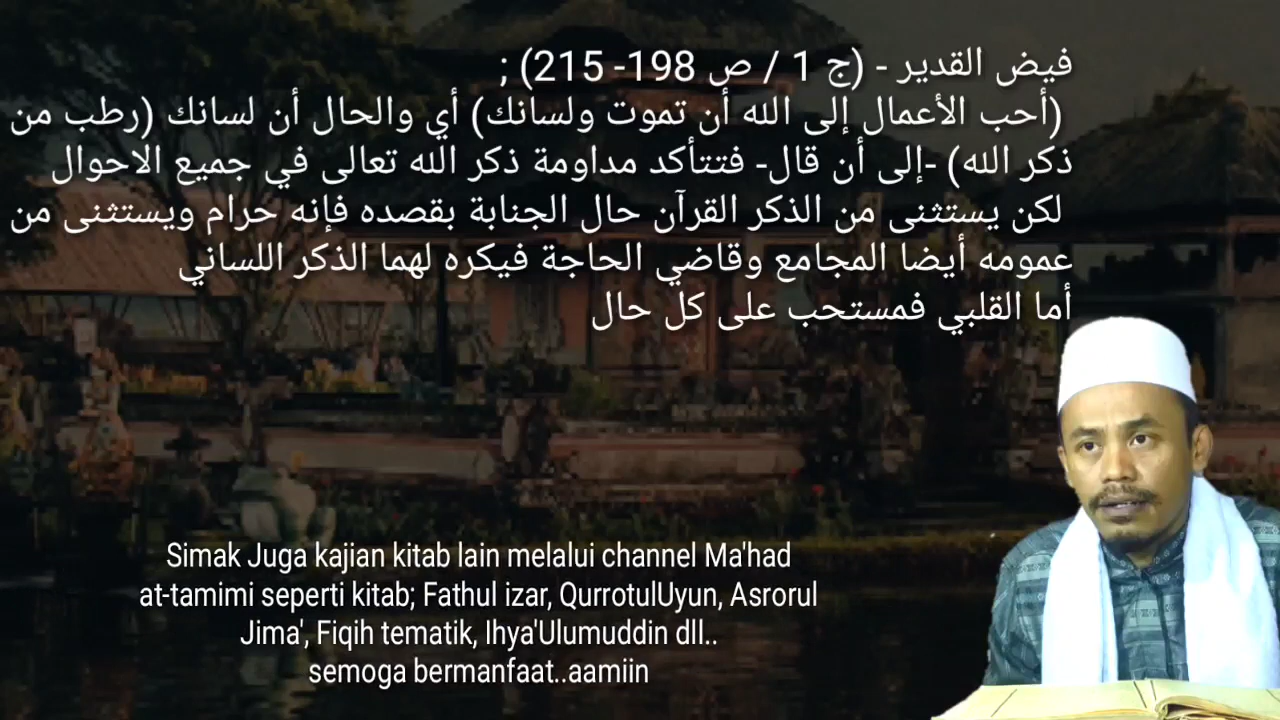 فيض القدير - (ج 1 / ص 198- 215) ;
(أحب الأعمال إلى الله أن تموت ولسانك) أي والحال أن لسانك (رطب من
ذكر الله) -إلى أن قال- فتتأكد مداومة ذكر الله تعالى في جميع الاحوال
لكن يستثنى من الذكر القرآن حال الجنابة بقصده فإنه حرام ويستثنى من
عمومه أيضا المجامع وقاضي الحاجة فيكره لهما الذكر اللساني
أما القلبي فمستحب على كل حال
Simak Juga kajian kitab lain melalui channel Ma'had
at-tamimi seperti kitab; Fathul izar, QurrotulUyun, Asrorul
Jima', Fiqih tematik, Ihya'Ulumuddin dll..
semoga bermanfaat..aamiin